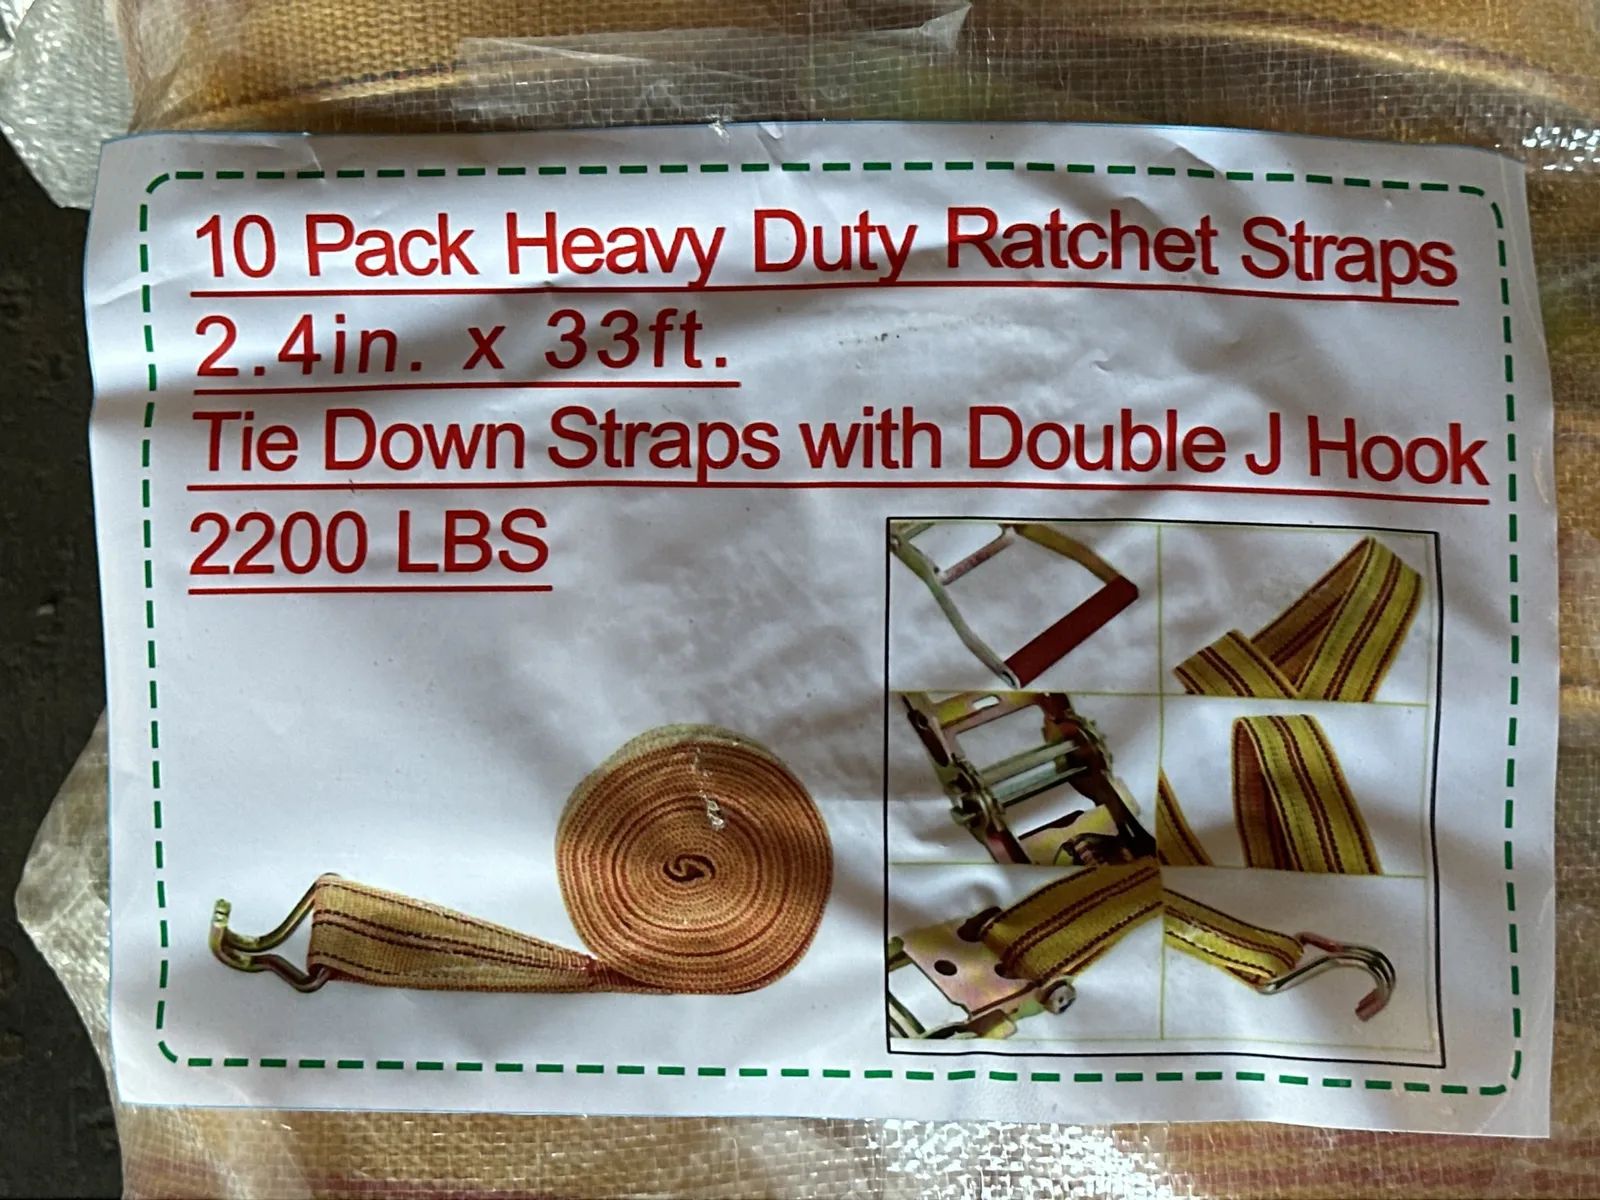 10 Pack Heavy Duty Ratchet Straps
2.4in. x 33ft.
Tie Down Straps with Double J Hook
2200 LBS